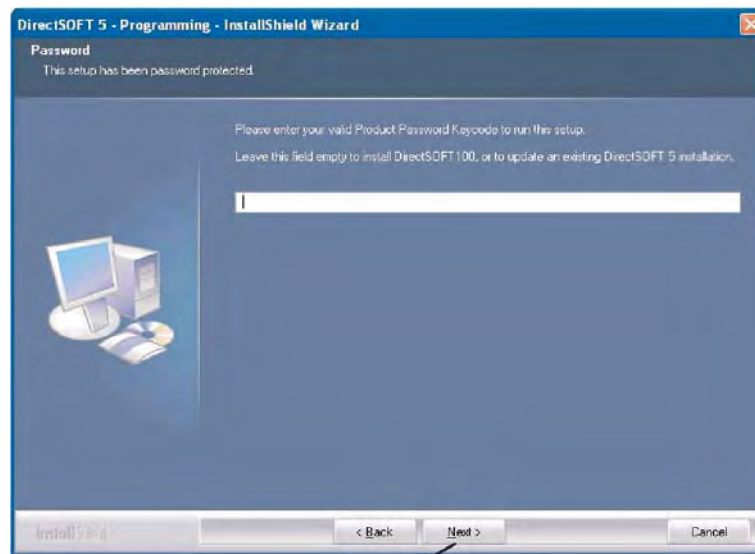 DirectSOFT 5 - Programming - InstallShield Wizard
Password
This setup has been password protected.
Please enter your valid Product Password Keycode to run this setup.
Leave this field empty to install DirectSOFT100, or to update an existing DirectSOFT 5 installation.
InstallShield
< Back Next > Cancel